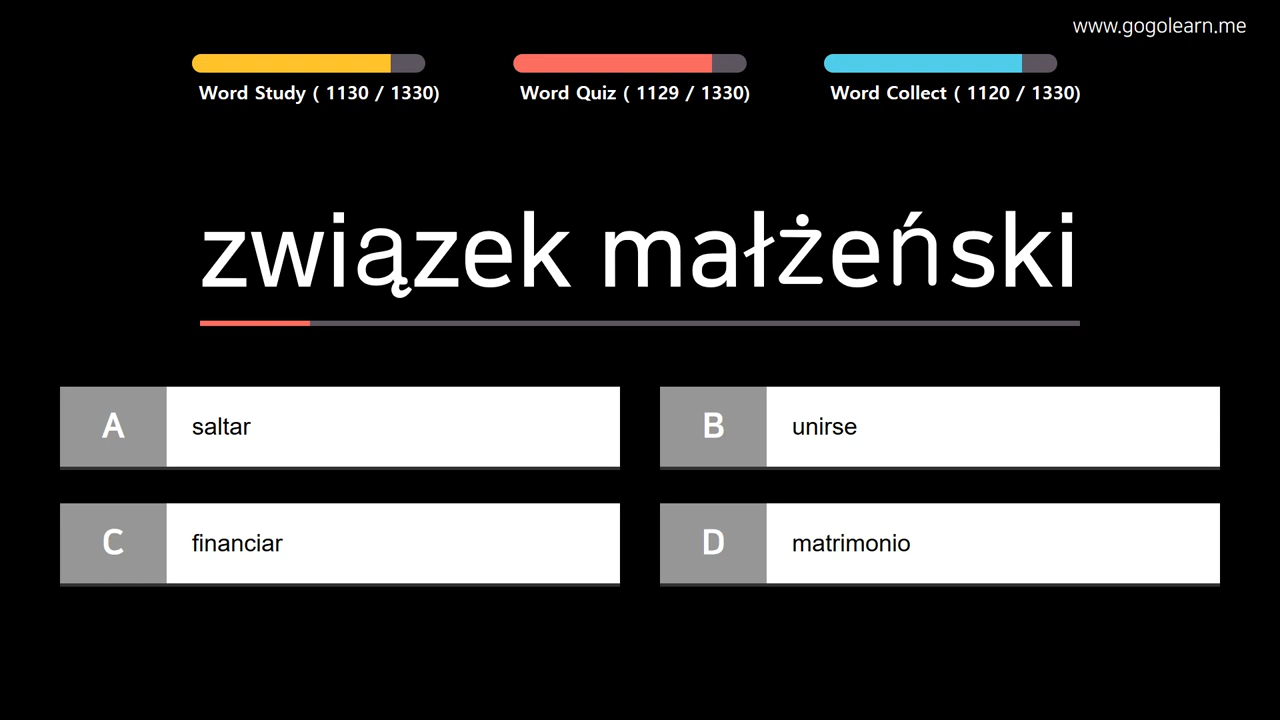 www.gogolearn.me
Word Study ( 1130 / 1330)
Word Quiz ( 1129 / 1330)
Word Collect ( 1120 / 1330)
związek małżeński
A saltar
B unirse
C financiar
D matrimonio